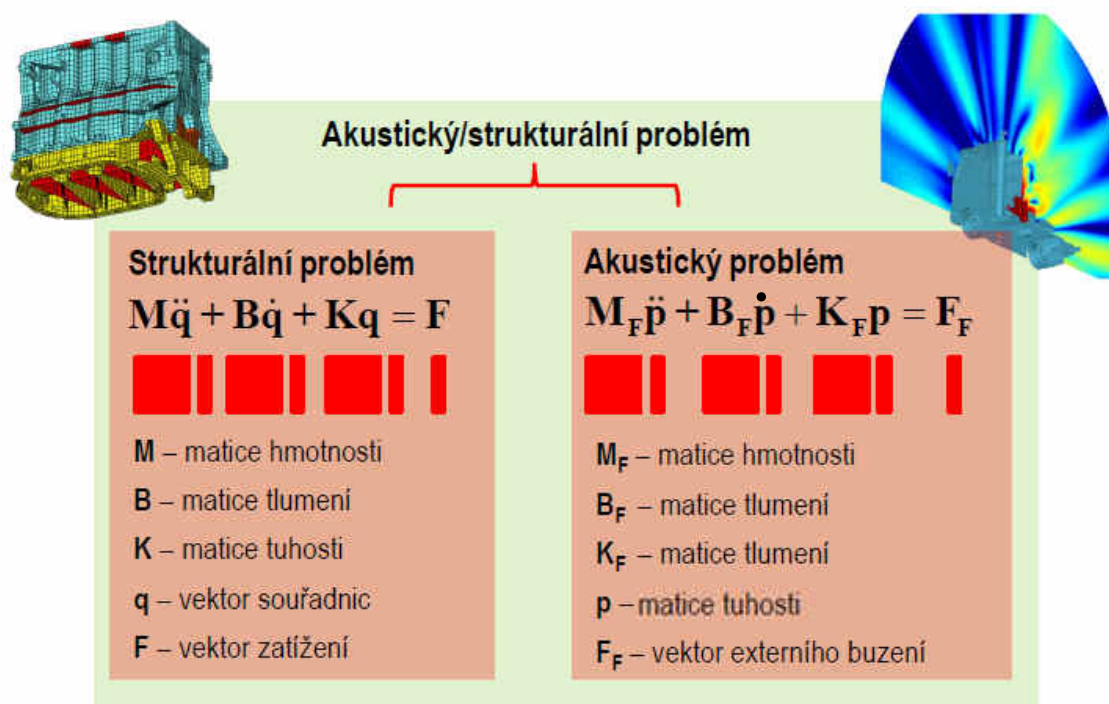 Akustický/strukturální problém
Strukturální problém
Mq̈ + Bq̇ + Kq = F
M – matice hmotnosti
B – matice tlumení
K – matice tuhosti
q – vektor souřadnic
F – vektor zatížení
Akustický problém
M_F p̈ + B_F ṗ + K_F p = F_F
M_F – matice hmotnosti
B_F – matice tlumení
K_F – matice tlumení
p – matice tuhosti
F_F – vektor externího buzení